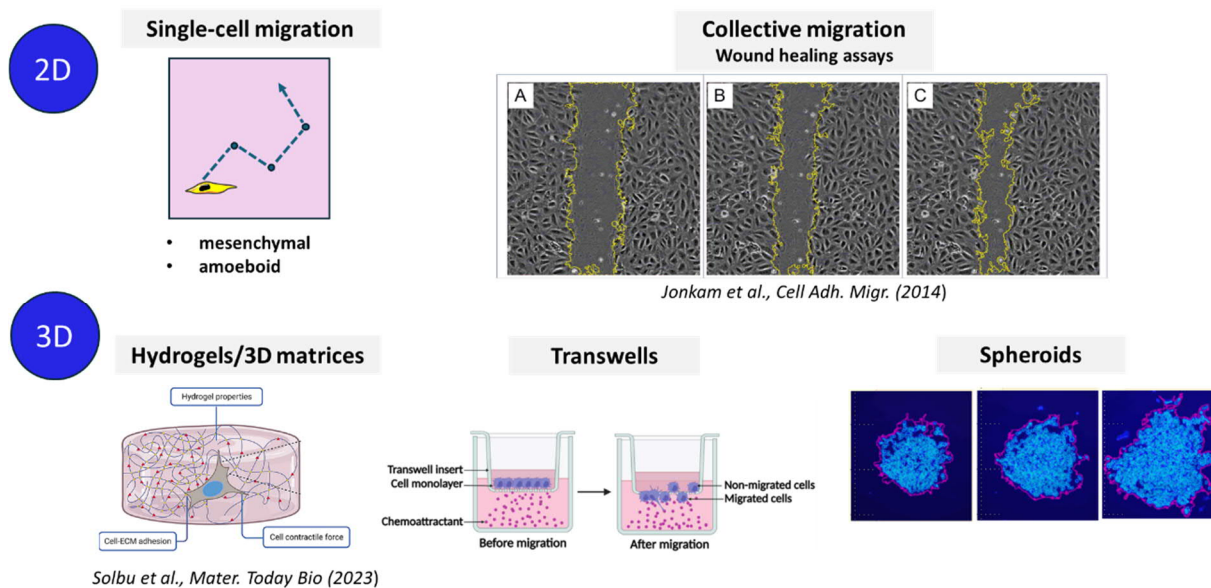 2D
Single-cell migration
• mesenchymal
• amoeboid
Collective migration
Wound healing assays
A
B
C
Jonkam et al., Cell Adh. Migr. (2014)
3D
Hydrogels/3D matrices
Hydrogel properties
Cell-ECM adhesion
Cell contractile force
Solbu et al., Mater. Today Bio (2023)
Transwells
Transwell insert
Cell monolayer
Chemoattractant
Before migration
Non-migrated cells
Migrated cells
After migration
Spheroids